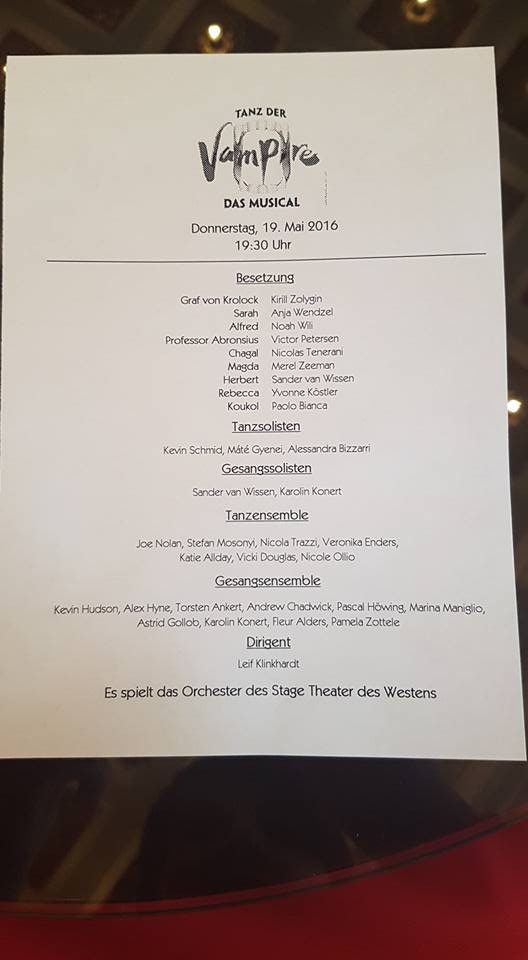 TANZ DER
Vampire
DAS MUSICAL
Donnerstag, 19. Mai 2016
19:30 Uhr
Besetzung
Graf von Krolock Kirill Zolygin
Sarah Anja Wendzel
Alfred Noah Wili
Professor Abronsius Victor Petersen
Chagal Nicolas Tenerani
Magda Merel Zeeman
Herbert Sander van Wissen
Rebecca Yvonne Köstler
Koukol Paolo Bianca
Tanzsolisten
Kevin Schmid, Máté Gyenei, Alessandra Bizzarri
Gesangssolisten
Sander van Wissen, Karolin Konert
Tanzensemble
Joe Nolan, Stefan Mosonyi, Nicola Trazzi, Veronika Enders,
Katie Allday, Vicki Douglas, Nicole Ollio
Gesangsensemble
Kevin Hudson, Alex Hyne, Torsten Ankert, Andrew Chadwick, Pascal Höwing, Marina Maniglio,
Astrid Gollob, Karolin Konert, Fleur Alders, Pamela Zottele
Dirigent
Leif Klinkhardt
Es spielt das Orchester des Stage Theater des Westens